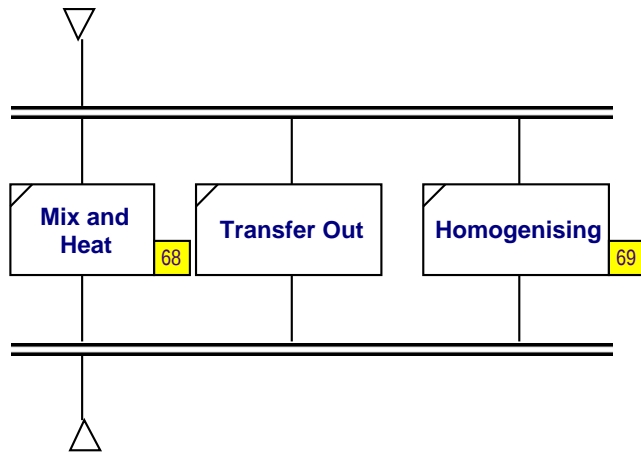 Mix and
Heat
68
Transfer Out
Homogenising
69